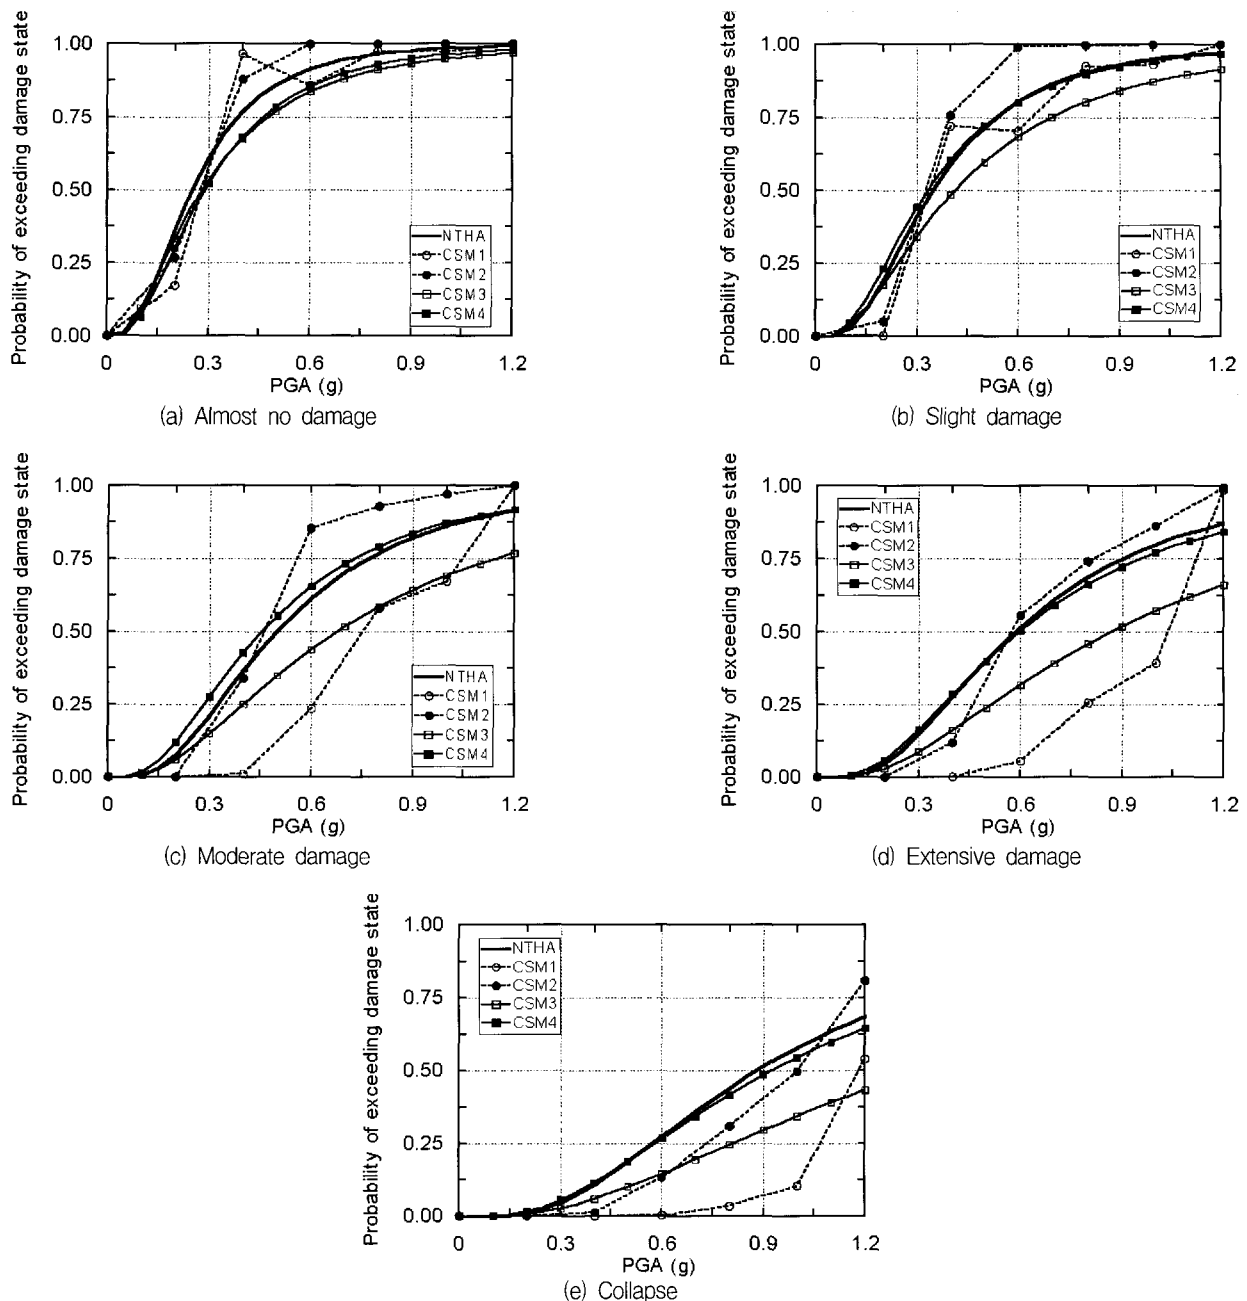 Probability of exceeding damage state
1.00
0.75
0.50
0.25
0.00
NTHA
CSM1
CSM2
CSM3
CSM4
0 0.3 0.6 0.9 1.2
PGA (g)
(a) Almost no damage
Probability of exceeding damage state
1.00
0.75
0.50
0.25
0.00
NTHA
CSM1
CSM2
CSM3
CSM4
0 0.3 0.6 0.9 1.2
PGA (g)
(b) Slight damage
Probability of exceeding damage state
1.00
0.75
0.50
0.25
0.00
NTHA
CSM1
CSM2
CSM3
CSM4
0 0.3 0.6 0.9 1.2
PGA (g)
(c) Moderate damage
Probability of exceeding damage state
1.00
0.75
0.50
0.25
0.00
NTHA
CSM1
CSM2
CSM3
CSM4
0 0.3 0.6 0.9 1.2
PGA (g)
(d) Extensive damage
Probability of exceeding damage state
1.00
0.75
0.50
0.25
0.00
NTHA
CSM1
CSM2
CSM3
CSM4
0 0.3 0.6 0.9 1.2
PGA (g)
(e) Collapse